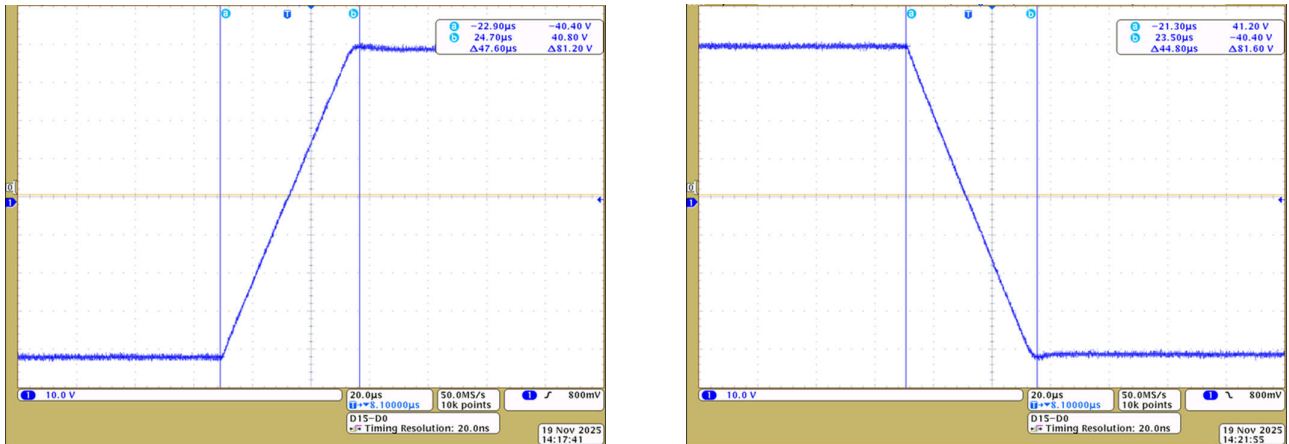 a b
a -22.90µs -40.40 V
b 24.70µs 40.80 V
Δ47.60µs Δ81.20 V
T
0
1
1 10.0 V
20.0µs
T→▼8.10000µs
50.0MS/s
10k points
1 ∫ 800mV
D15-D0
Timing Resolution: 20.0ns
19 Nov 2025
14:17:41
a b
a -21.30µs 41.20 V
b 23.50µs -40.40 V
Δ44.80µs Δ81.60 V
T
0
1
1 10.0 V
20.0µs
T→▼8.10000µs
50.0MS/s
10k points
1 \ 800mV
D15-D0
Timing Resolution: 20.0ns
19 Nov 2025
14:21:55